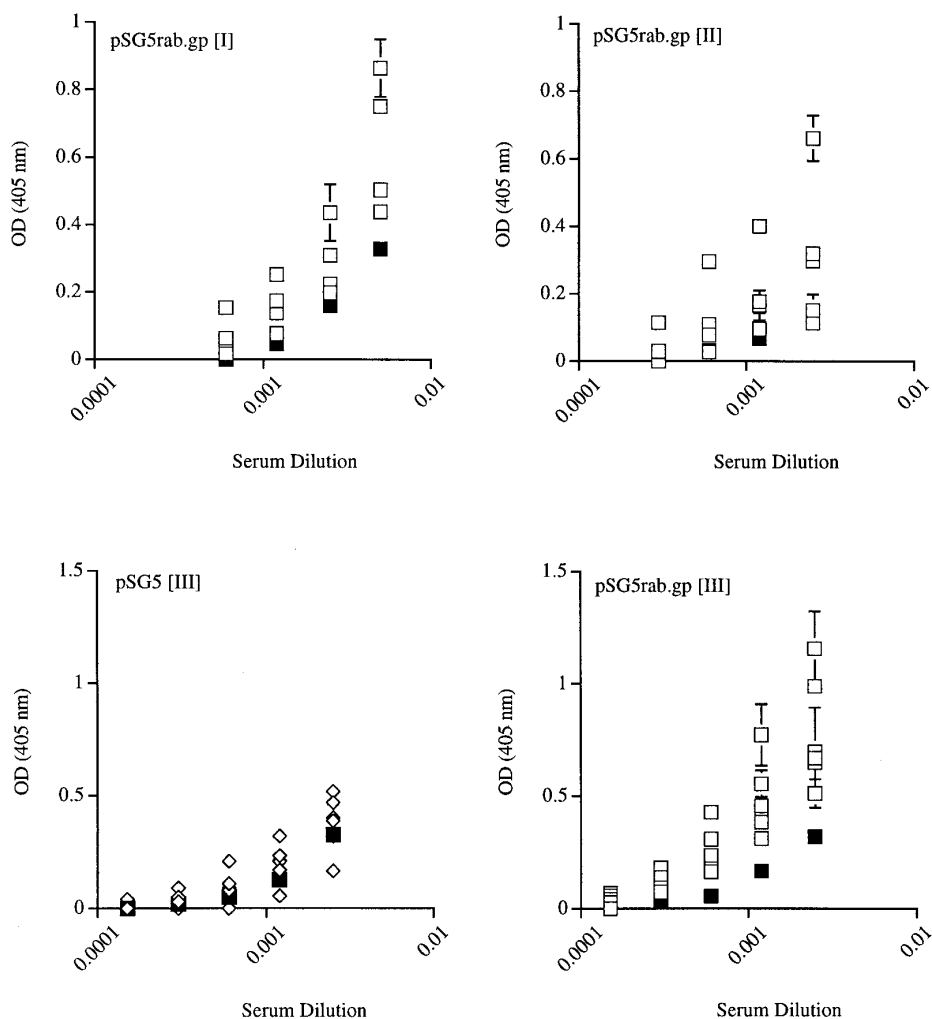 pSG5rab.gp [I]
OD (405 nm)
1
0.8
0.6
0.4
0.2
0
0.0001
0.001
0.01
Serum Dilution
pSG5rab.gp [II]
OD (405 nm)
1
0.8
0.6
0.4
0.2
0
0.0001
0.001
0.01
Serum Dilution
pSG5 [III]
OD (405 nm)
1.5
1
0.5
0
0.0001
0.001
0.01
Serum Dilution
pSG5rab.gp [III]
OD (405 nm)
1.5
1
0.5
0
0.0001
0.001
0.01
Serum Dilution